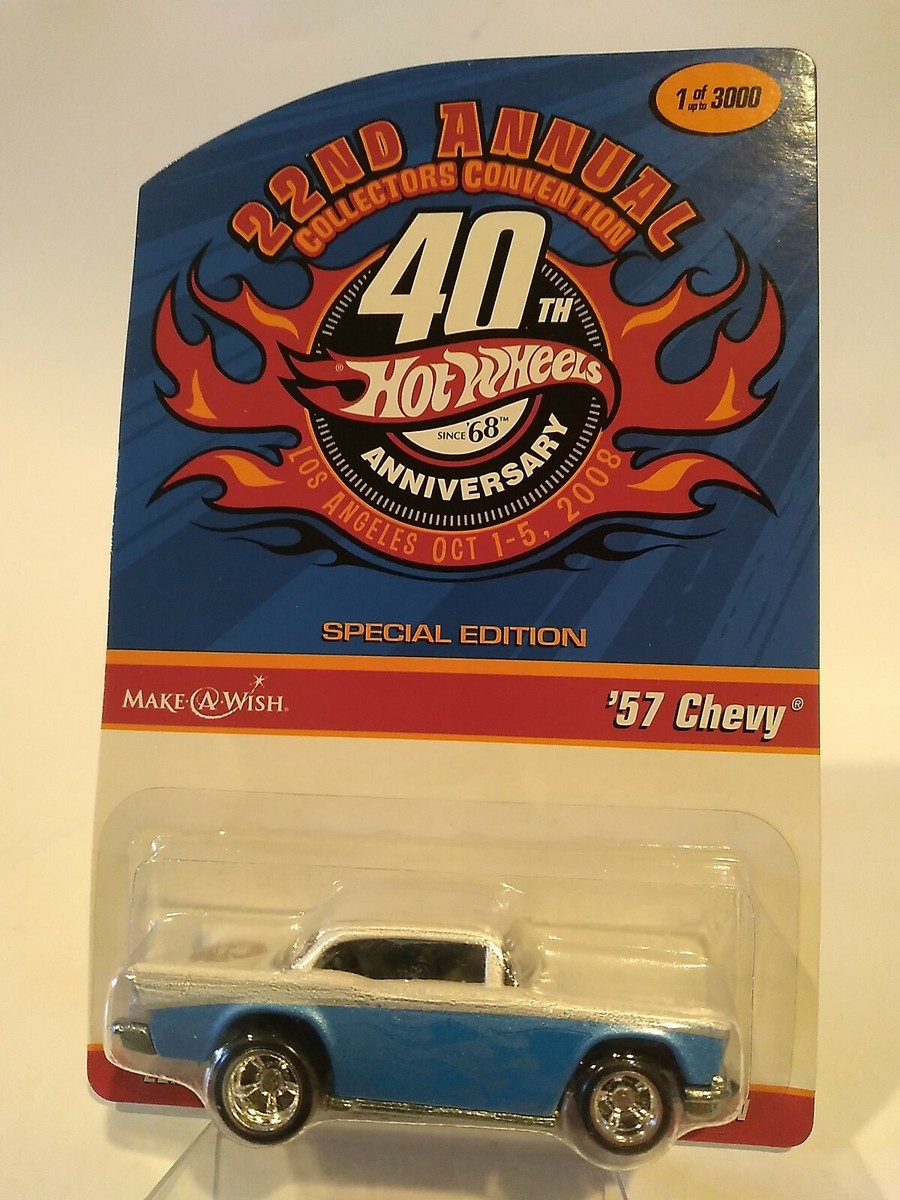 1 of up to 3000
22ND ANNUAL
COLLECTORS CONVENTION
40TH
® HOT WHEELS
SINCE '68™
ANNIVERSARY
LOS ANGELES OCT 1-5, 2008
SPECIAL EDITION
MAKE·A·WISH®
'57 Chevy®